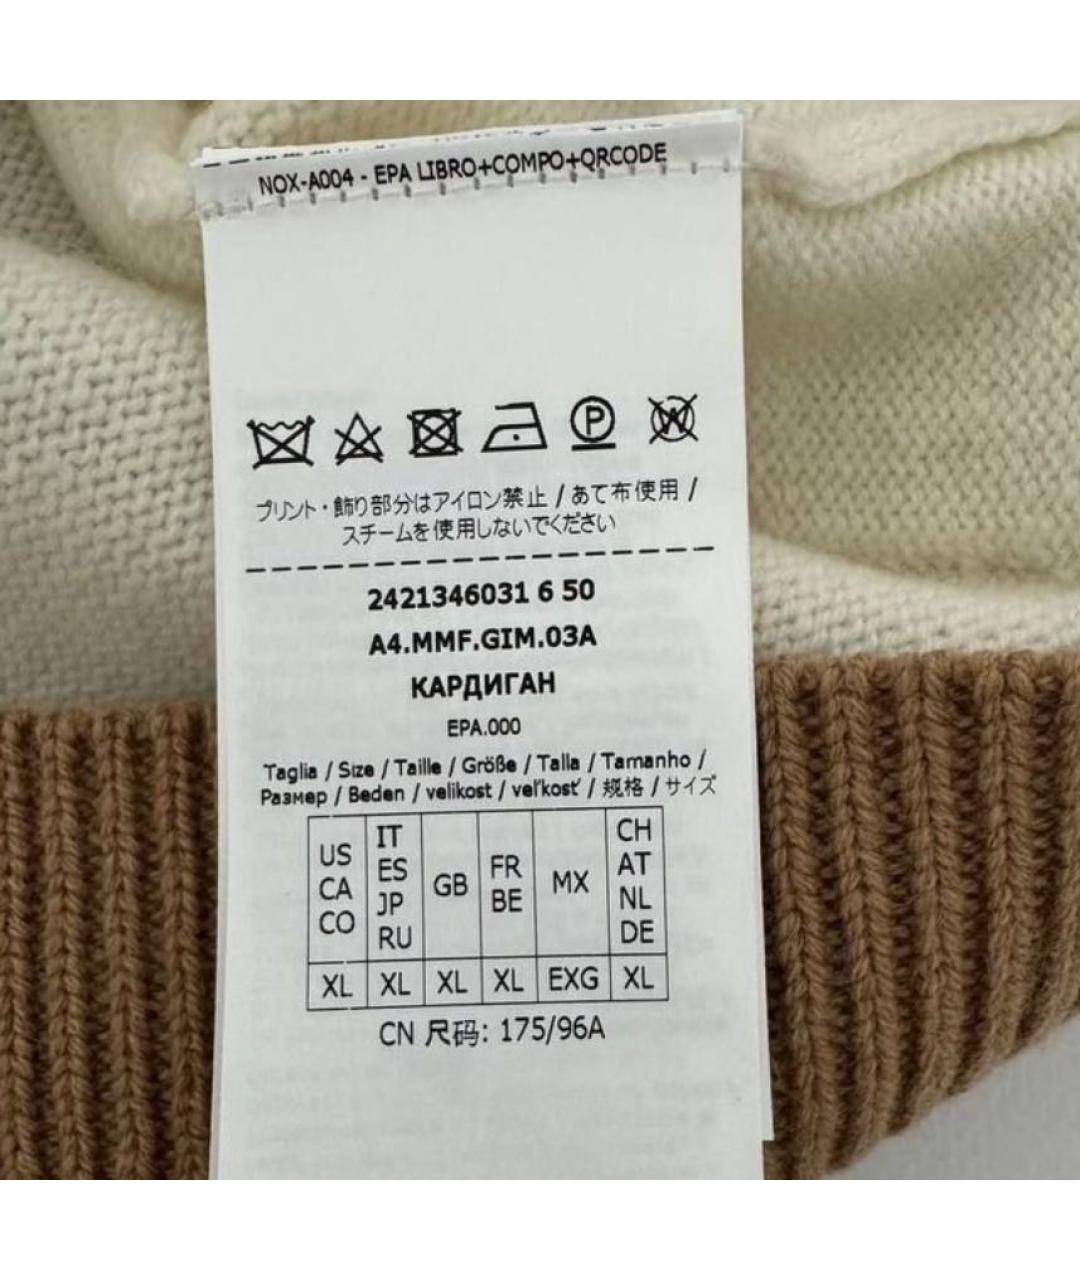 NOX-A004 - EPA LIBRO+COMPO+QRCODE
P W
プリント・飾り部分はアイロン禁止 / あて布使用 /
スチームを使用しないでください
2421346031 6 50
A4.MMF.GIM.03A
КАРДИГАН
EPA.000
Taglia / Size / Taille / Größe / Talla / Tamanho /
Размер / Beden / velikost / veľkosť / 规格 / サイズ
US CA CO IT ES JP RU GB FR BE MX CH AT NL DE
XL XL XL XL EXG XL
CN 尺码: 175/96A